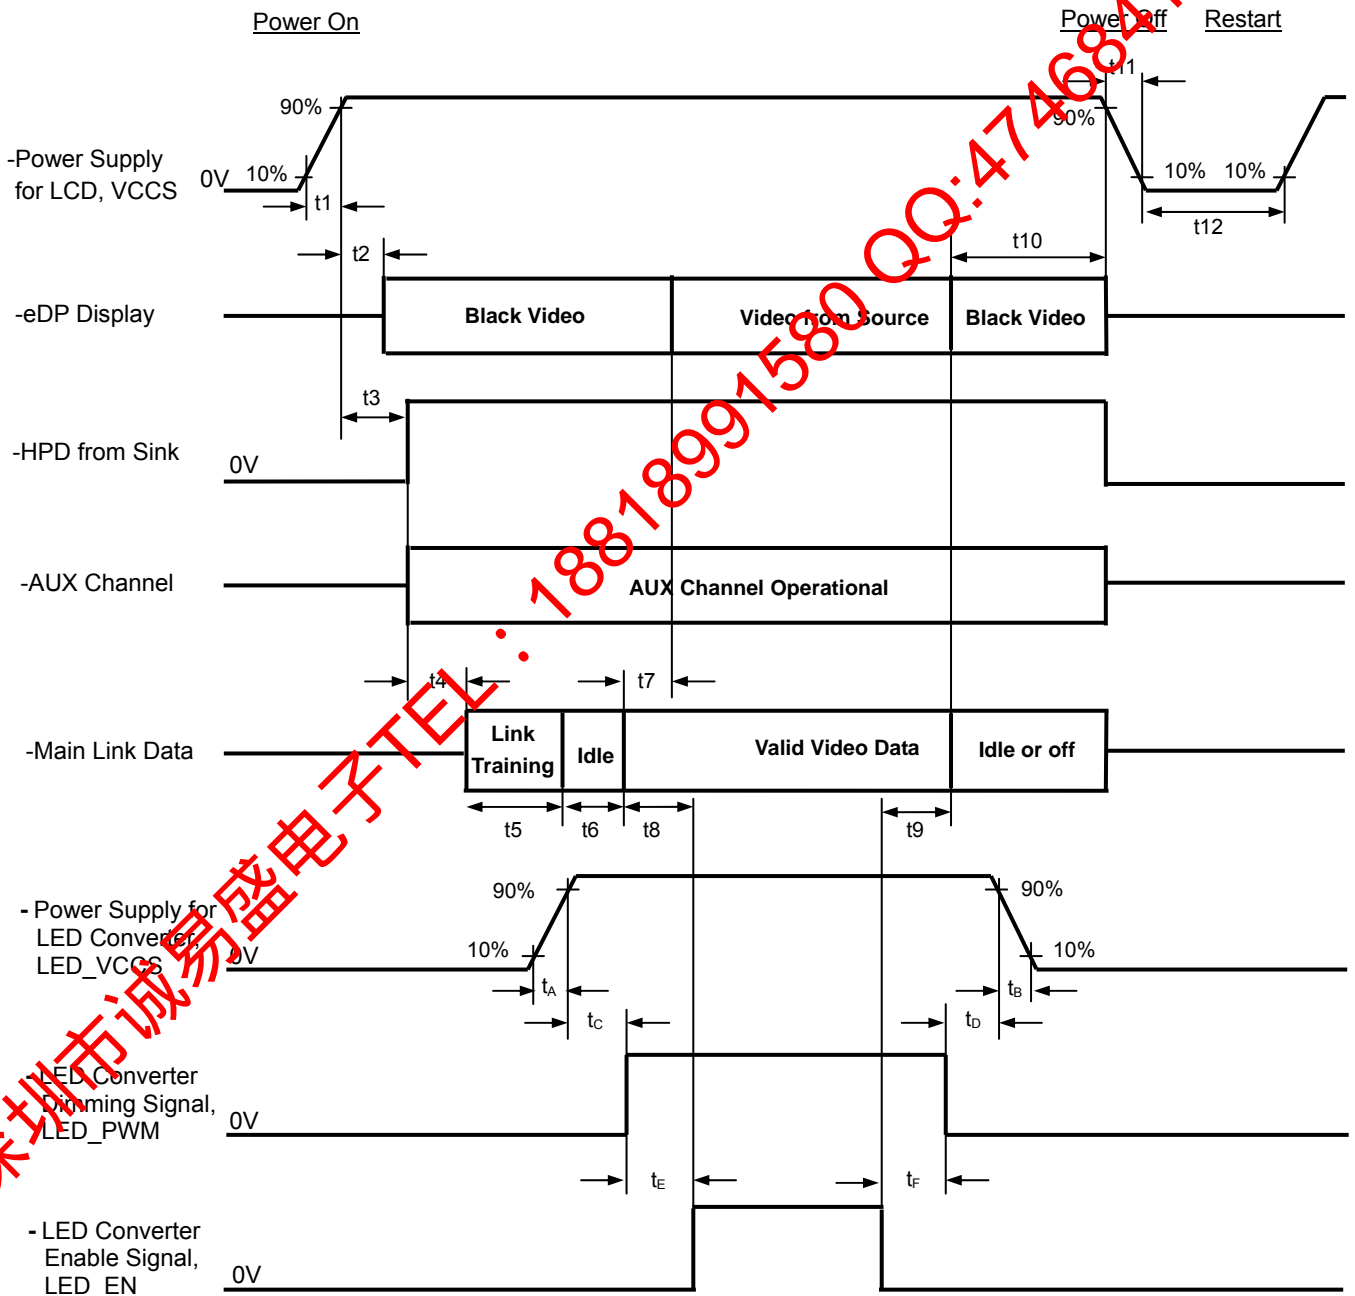 Power On
Power Off
Restart
t11
90%
90%
-Power Supply
for LCD, VCCS
0V
10%
10%
10%
t1
t12
t2
t10
-eDP Display
Black Video
Video from Source
Black Video
t3
-HPD from Sink
0V
-AUX Channel
AUX Channel Operational
t4
t7
-Main Link Data
Link
Training
Idle
Valid Video Data
Idle or off
t5
t6
t8
t9
90%
90%
- Power Supply for
LED Converter,
LED_VCCS
0V
10%
10%
tA
tB
tC
tD
-LED Converter
Dimming Signal,
LED_PWM
0V
tE
tF
- LED Converter
Enable Signal,
LED_EN
0V
深圳市诚易盛电子TEL：18818991580 QQ:474684